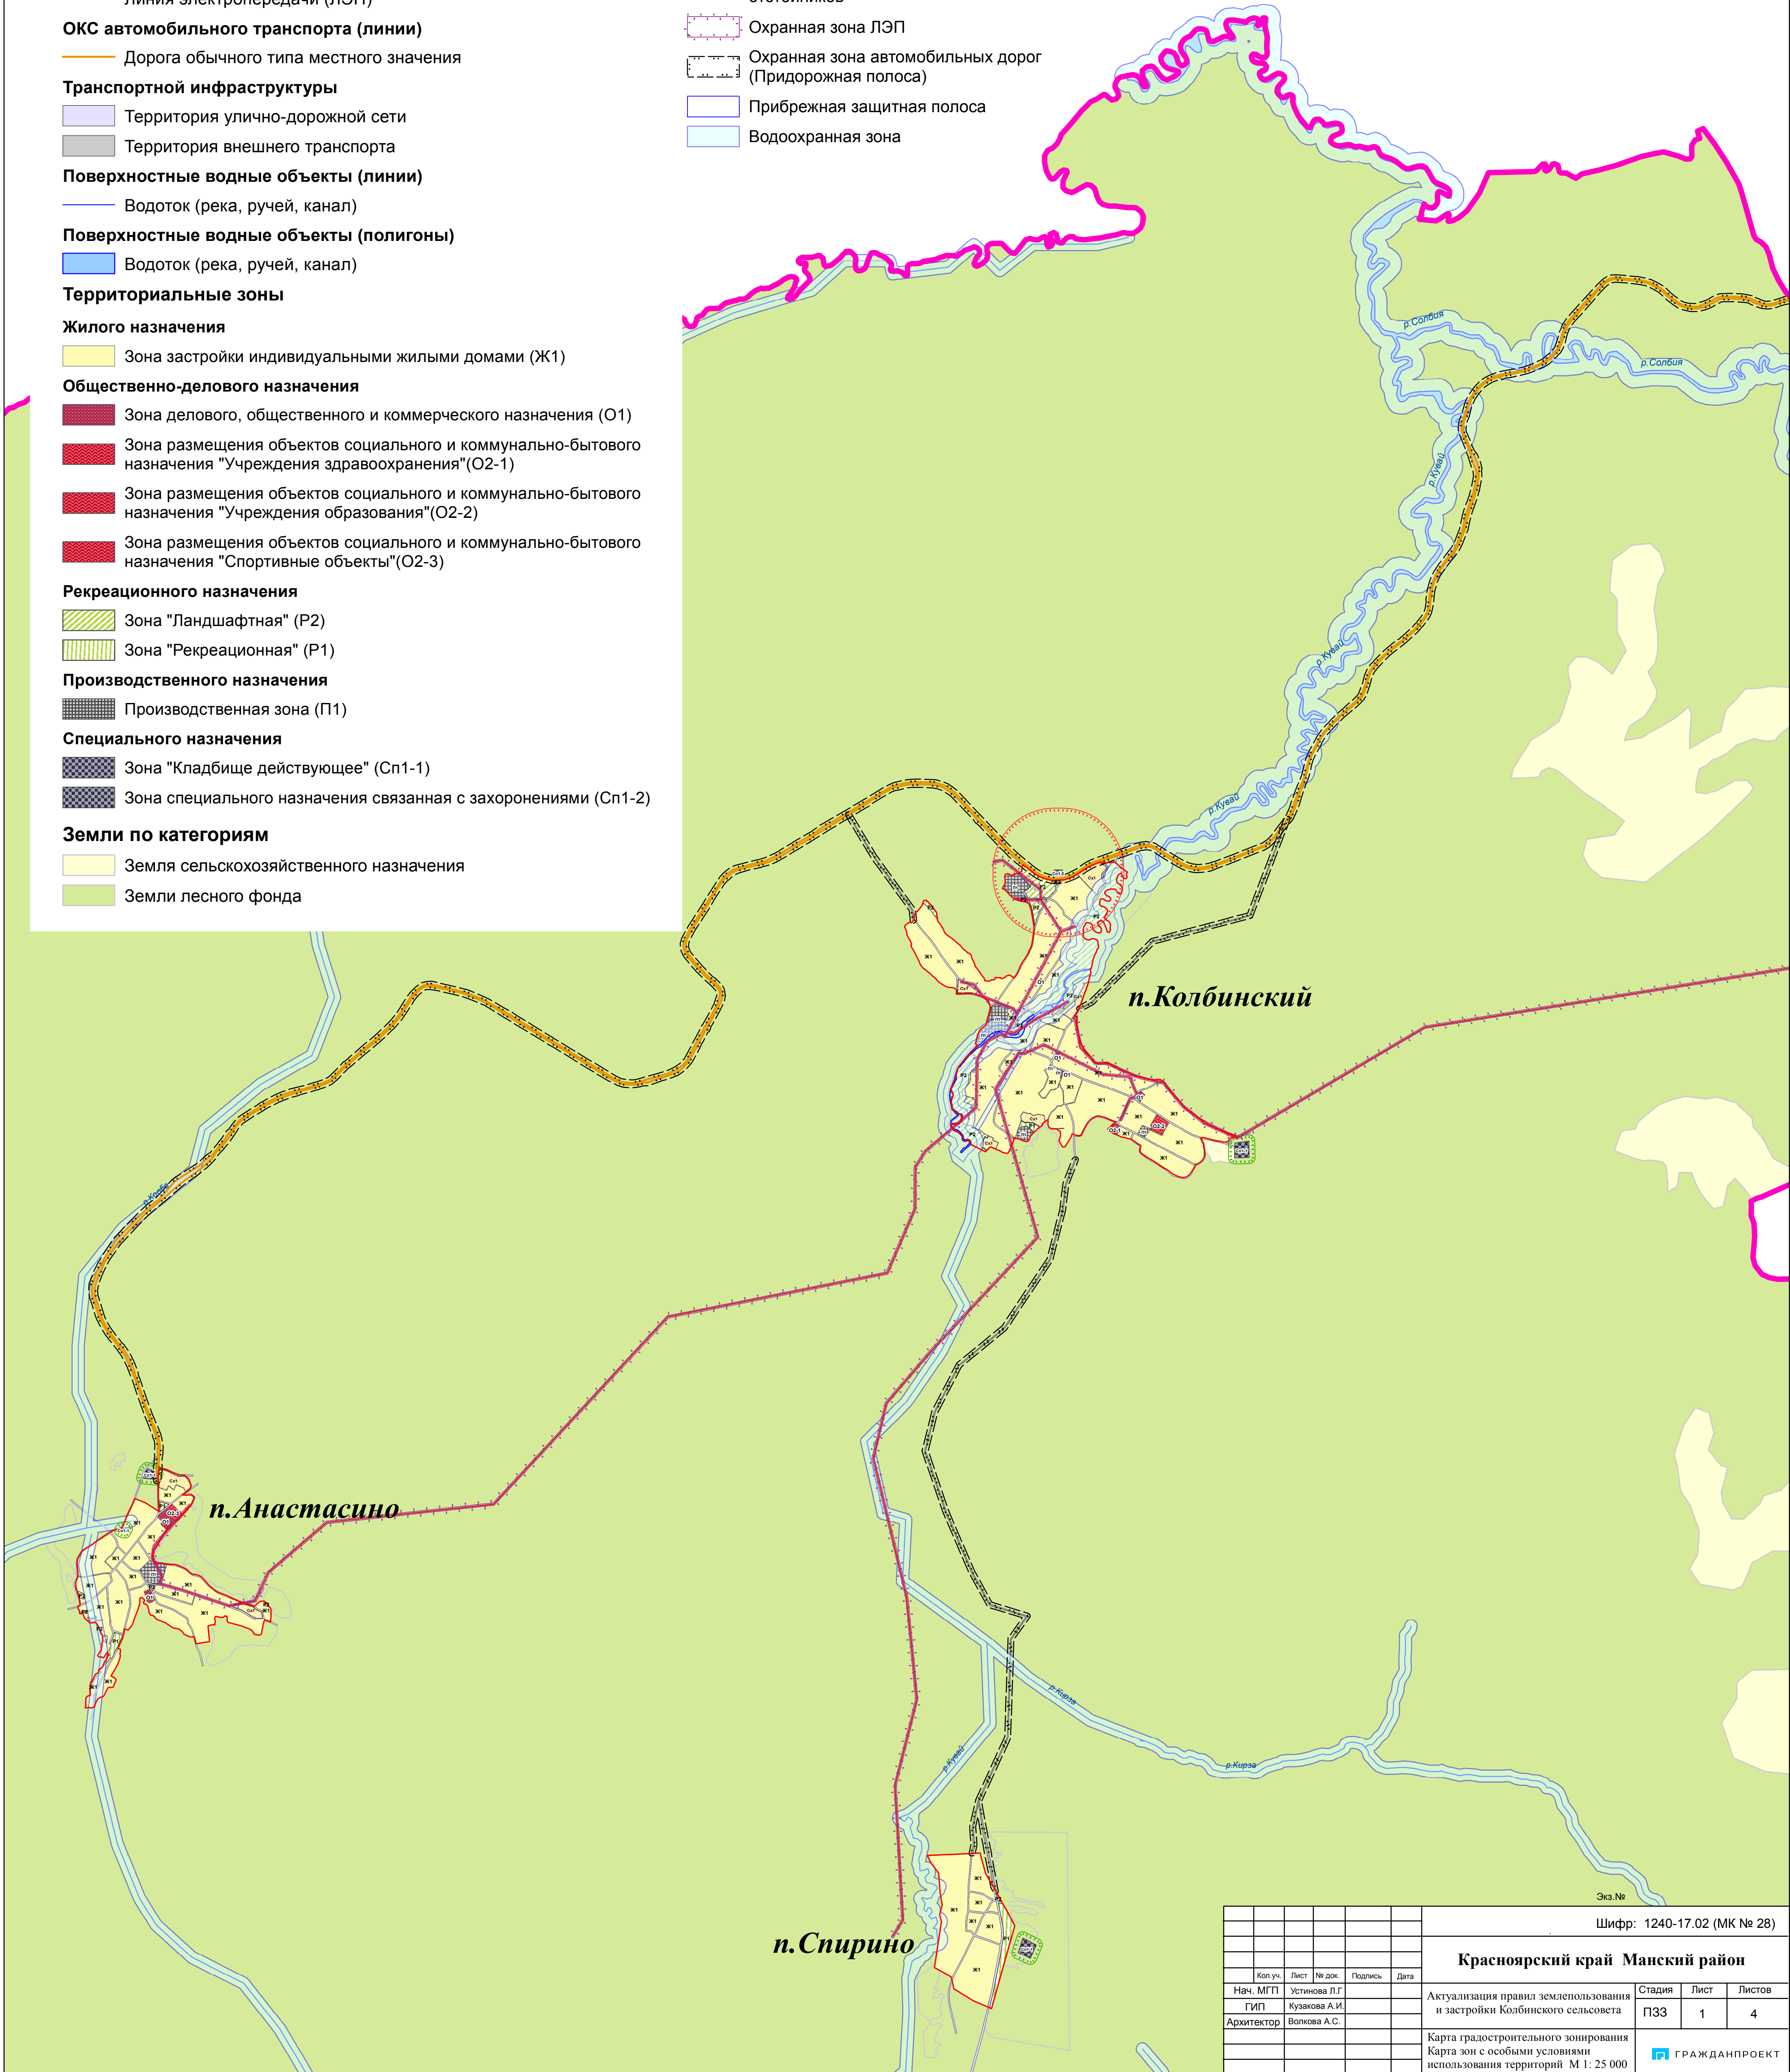 ОКС автомобильного транспорта (линии)
Дорога обычного типа местного значения
Транспортной инфраструктуры
Территория улично-дорожной сети
Территория внешнего транспорта
Поверхностные водные объекты (линии)
Водоток (река, ручей, канал)
Поверхностные водные объекты (полигоны)
Водоток (река, ручей, канал)
Территориальные зоны
Жилого назначения
Зона застройки индивидуальными жилыми домами (Ж1)
Общественно-делового назначения
Зона делового, общественного и коммерческого назначения (О1)
Зона размещения объектов социального и коммунально-бытового
назначения "Учреждения здравоохранения"(О2-1)
Зона размещения объектов социального и коммунально-бытового
назначения "Учреждения образования"(О2-2)
Зона размещения объектов социального и коммунально-бытового
назначения "Спортивные объекты"(О2-3)
Рекреационного назначения
Зона "Ландшафтная" (Р2)
Зона "Рекреационная" (Р1)
Производственного назначения
Производственная зона (П1)
Специального назначения
Зона "Кладбище действующее" (Сп1-1)
Зона специального назначения связанная с захоронениями (Сп1-2)
Земли по категориям
Земля сельскохозяйственного назначения
Земли лесного фонда
Охранная зона ЛЭП
Охранная зона автомобильных дорог
(Придорожная полоса)
Прибрежная защитная полоса
Водоохранная зона
р.Солбия
р.Солбия
р.Кувай
р.Кувай
р.Кувай
п.Колбинский
р.Колба
п.Анастасино
р.Кирза
р.Кирза
р.Кувай
п.Спирино
Экз.№
Шифр: 1240-17.02 (МК № 28)
Красноярский край Манский район
Кол.уч. Лист № док. Подпись Дата
Нач. МГП Устинова Л.Г
ГИП Кузакова А.И.
Архитектор Волкова А.С.
Актуализация правил землепользования
и застройки Колбинского сельсовета
Стадия Лист Листов
ПЗЗ 1 4
Карта градостроительного зонирования
Карта зон с особыми условиями
использования территорий М 1: 25 000
ГРАЖДАНПРОЕКТ